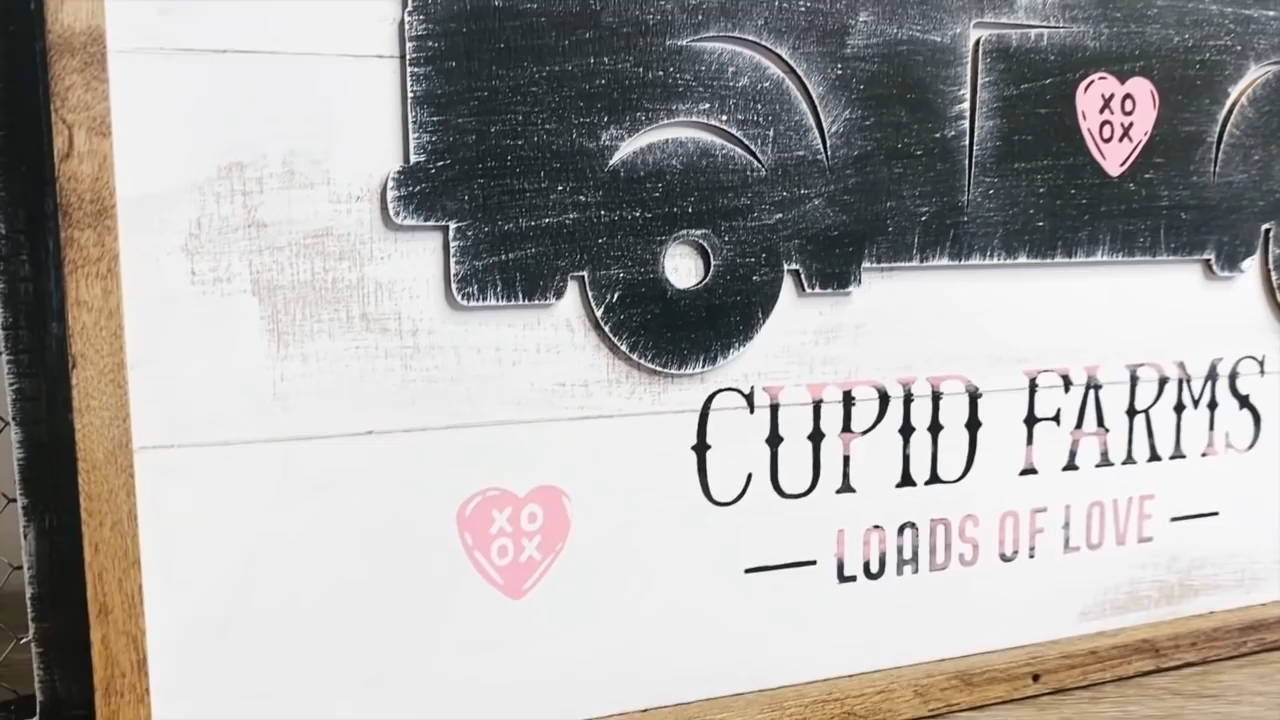 XO
OX
CUPID FARMS
XO
OX
— LOADS OF LOVE —